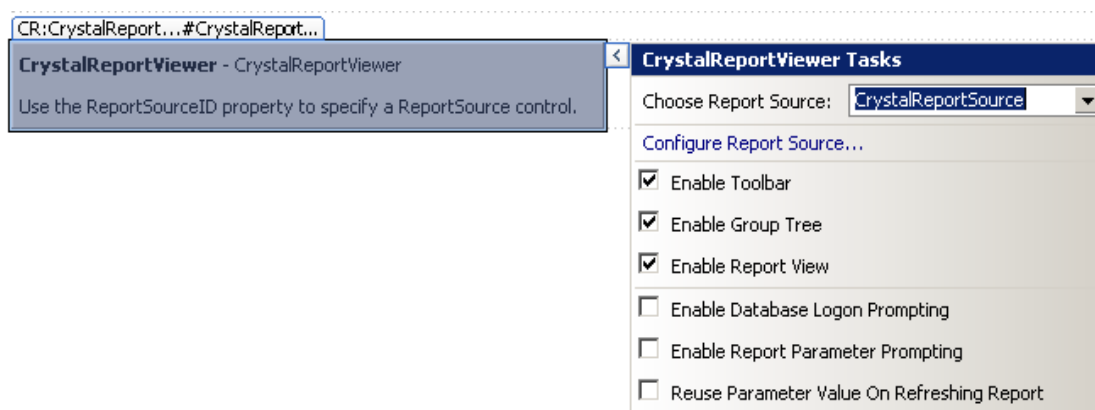 CR:CrystalReport...#CrystalReport...
CrystalReportViewer - CrystalReportViewer
Use the ReportSourceID property to specify a ReportSource control.
CrystalReportViewer Tasks
Choose Report Source: CrystalReportSource
Configure Report Source...
Enable Toolbar
Enable Group Tree
Enable Report View
Enable Database Logon Prompting
Enable Report Parameter Prompting
Reuse Parameter Value On Refreshing Report